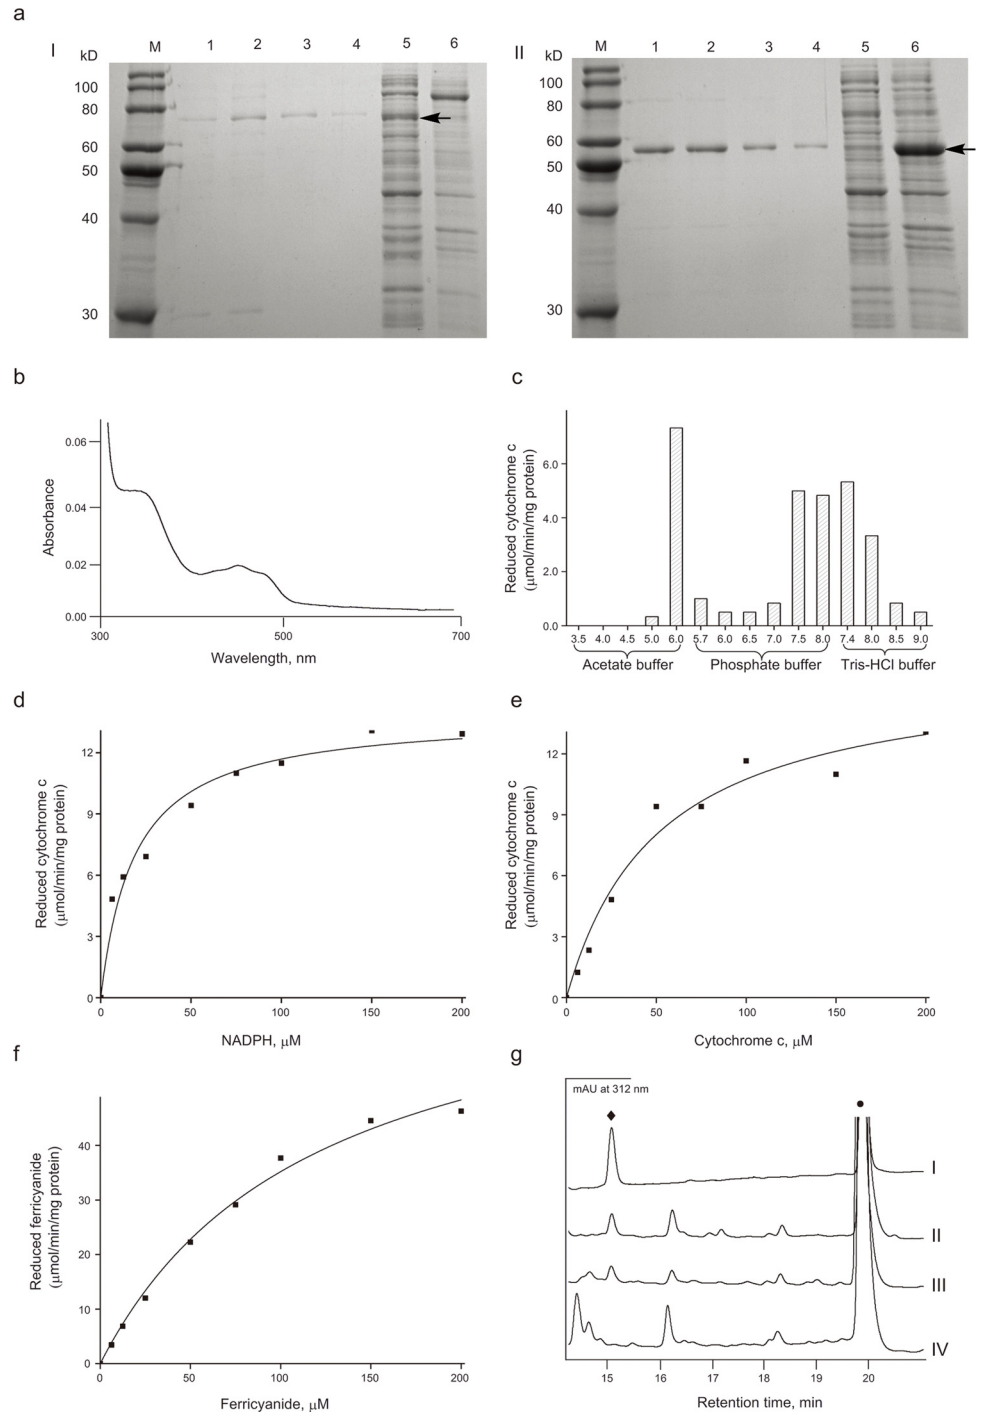 a
I
kD
M
1
2
3
4
5
6
100
80
60
50
40
30
II
kD
M
1
2
3
4
5
6
100
80
60
50
40
30
b
Absorbance
0.06
0.04
0.02
0.00
300
500
700
Wavelength, nm
c
Reduced cytochrome c
(μmol/min/mg protein)
6.0
4.0
2.0
0.0
3.5 4.0 4.5 5.0 6.0 5.7 6.0 6.5 7.0 7.5 8.0 7.4 8.0 8.5 9.0
Acetate buffer
Phosphate buffer
Tris-HCl buffer
d
Reduced cytochrome c
(μmol/min/mg protein)
12
9
6
3
0
0
50
100
150
200
NADPH, μM
e
Reduced cytochrome c
(μmol/min/mg protein)
12
9
6
3
0
0
50
100
150
200
Cytochrome c, μM
f
Reduced ferricyanide
(μmol/min/mg protein)
40
30
20
10
0
0
50
100
150
200
Ferricyanide, μM
g
mAU at 312 nm
I
II
III
IV
15
16
17
18
19
20
Retention time, min